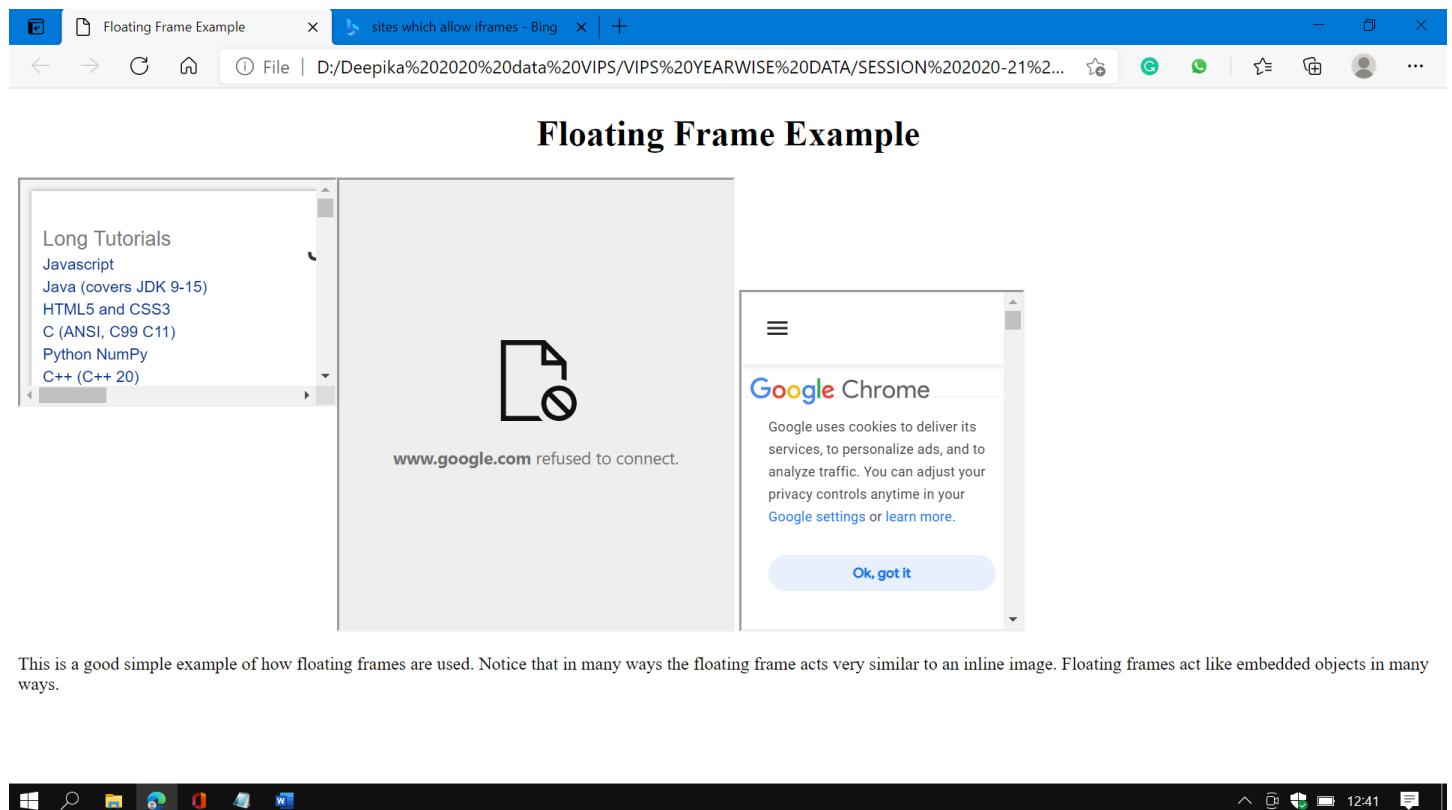 Floating Frame Example
sites which allow iframes - Bing
File | D:/Deepika%202020%20data%20VIPS/VIPS%20YEARWISE%20DATA/SESSION%202020-21%2...
Floating Frame Example
Long Tutorials
Javascript
Java (covers JDK 9-15)
HTML5 and CSS3
C (ANSI, C99 C11)
Python NumPy
C++ (C++ 20)
www.google.com refused to connect.
Google Chrome
Google uses cookies to deliver its
services, to personalize ads, and to
analyze traffic. You can adjust your
privacy controls anytime in your
Google settings or learn more.
Ok, got it
This is a good simple example of how floating frames are used. Notice that in many ways the floating frame acts very similar to an inline image. Floating frames act like embedded objects in many
ways.
12:41